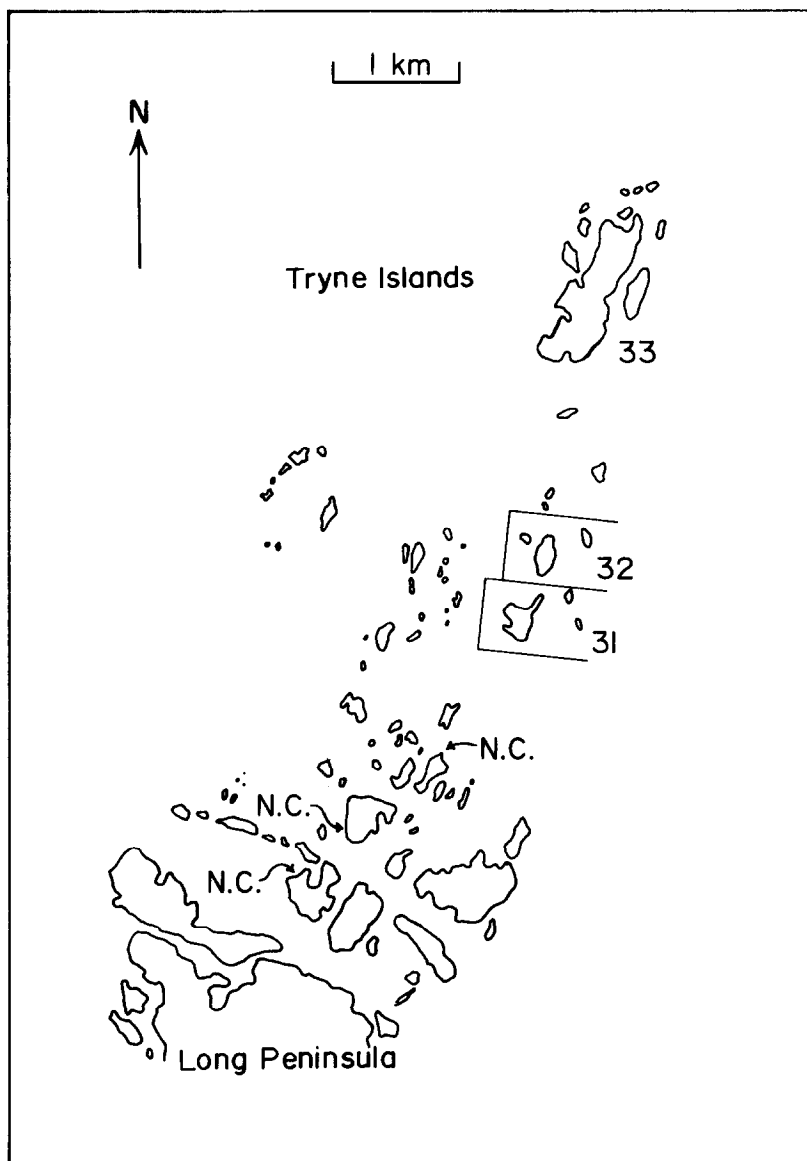 1 km
N
Tryne Islands
33
32
31
N.C.
N.C.
N.C.
Long Peninsula